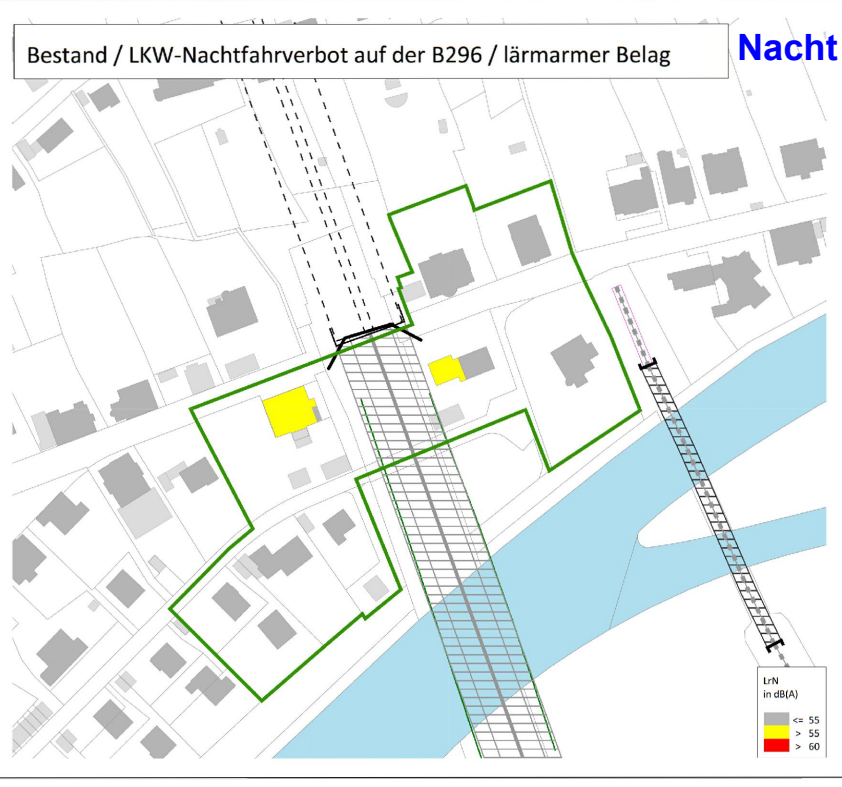 Bestand / LKW-Nachtfahrverbot auf der B296 / lärmarmer Belag
Nacht
LrN
in dB(A)
<= 55
> 55
> 60